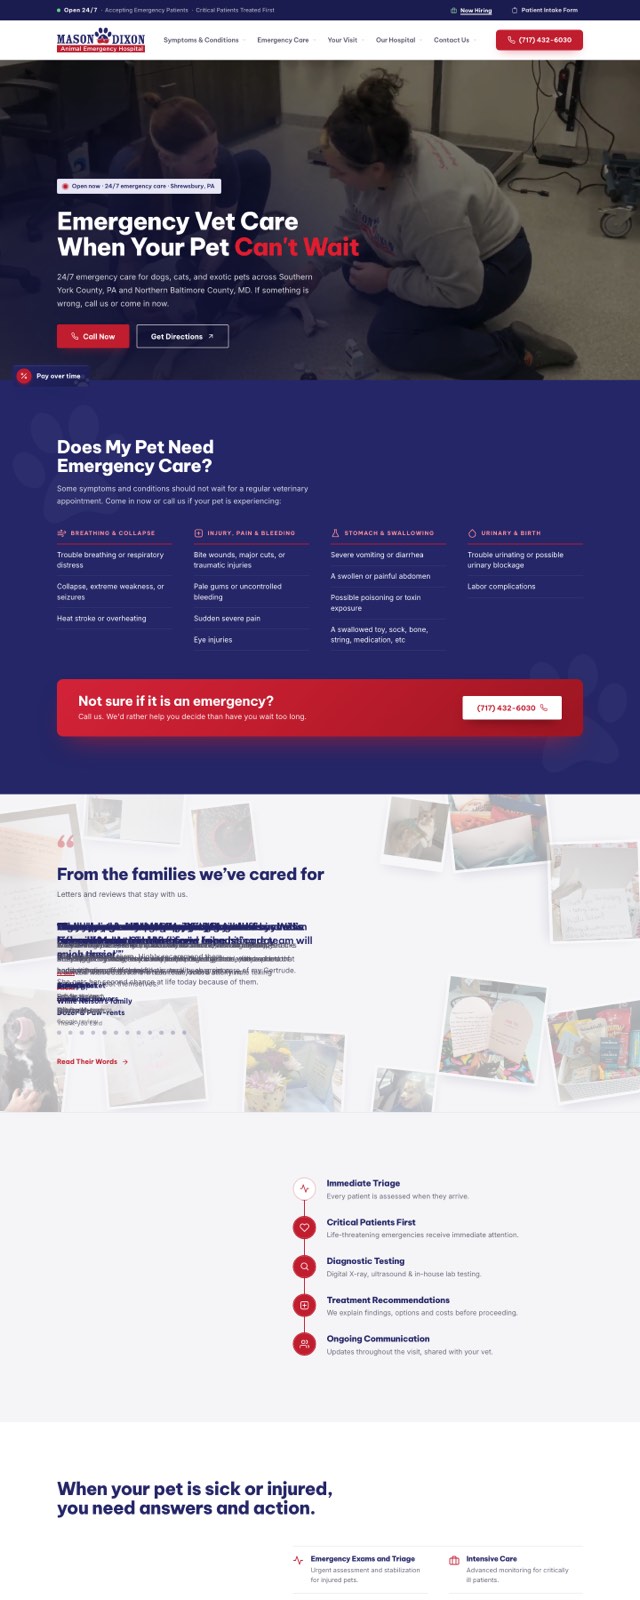 Open 24/7 · Accepting Emergency Patients · Critical Patients Treated First
Now Hiring
Patient Intake Form
MASON DIXON
Animal Emergency Hospital
Symptoms & Conditions
Emergency Care
Your Visit
Our Hospital
Contact Us
(717) 432-6030
Open now · 24/7 emergency care · Shrewsbury, PA
Emergency Vet Care
When Your Pet Can't Wait
24/7 emergency care for dogs, cats, and exotic pets across Southern
York County, PA and Northern Baltimore County, MD. If something is
wrong, call us or come in now.
Call Now
Get Directions
Pay over time
Does My Pet Need
Emergency Care?
Some symptoms and conditions should not wait for a regular veterinary
appointment. Come in now or call us if your pet is experiencing:
BREATHING & COLLAPSE
Trouble breathing or respiratory
distress
Collapse, extreme weakness, or
seizures
Heat stroke or overheating
INJURY, PAIN & BLEEDING
Bite wounds, major cuts, or
traumatic injuries
Pale gums or uncontrolled
bleeding
Sudden severe pain
Eye injuries
STOMACH & SWALLOWING
Severe vomiting or diarrhea
A swollen or painful abdomen
Possible poisoning or toxin
exposure
A swallowed toy, sock, bone,
string, medication, etc
URINARY & BIRTH
Trouble urinating or possible
urinary blockage
Labor complications
Not sure if it is an emergency?
Call us. We'd rather help you decide than have you wait too long.
(717) 432-6030
“
From the families we’ve cared for
Letters and reviews that stay with us.
team will
of my Gertrude.
second chance at life today because of them.
White Nelson's family
Dozer & Paw-rents
Read Their Words
Immediate Triage
Every patient is assessed when they arrive.
Critical Patients First
Life-threatening emergencies receive immediate attention.
Diagnostic Testing
Digital X-ray, ultrasound & in-house lab testing.
Treatment Recommendations
We explain findings, options and costs before proceeding.
Ongoing Communication
Updates throughout the visit, shared with your vet.
When your pet is sick or injured,
you need answers and action.
Emergency Exams and Triage
Urgent assessment and stabilization
for injured pets.
Intensive Care
Advanced monitoring for critically
ill patients.